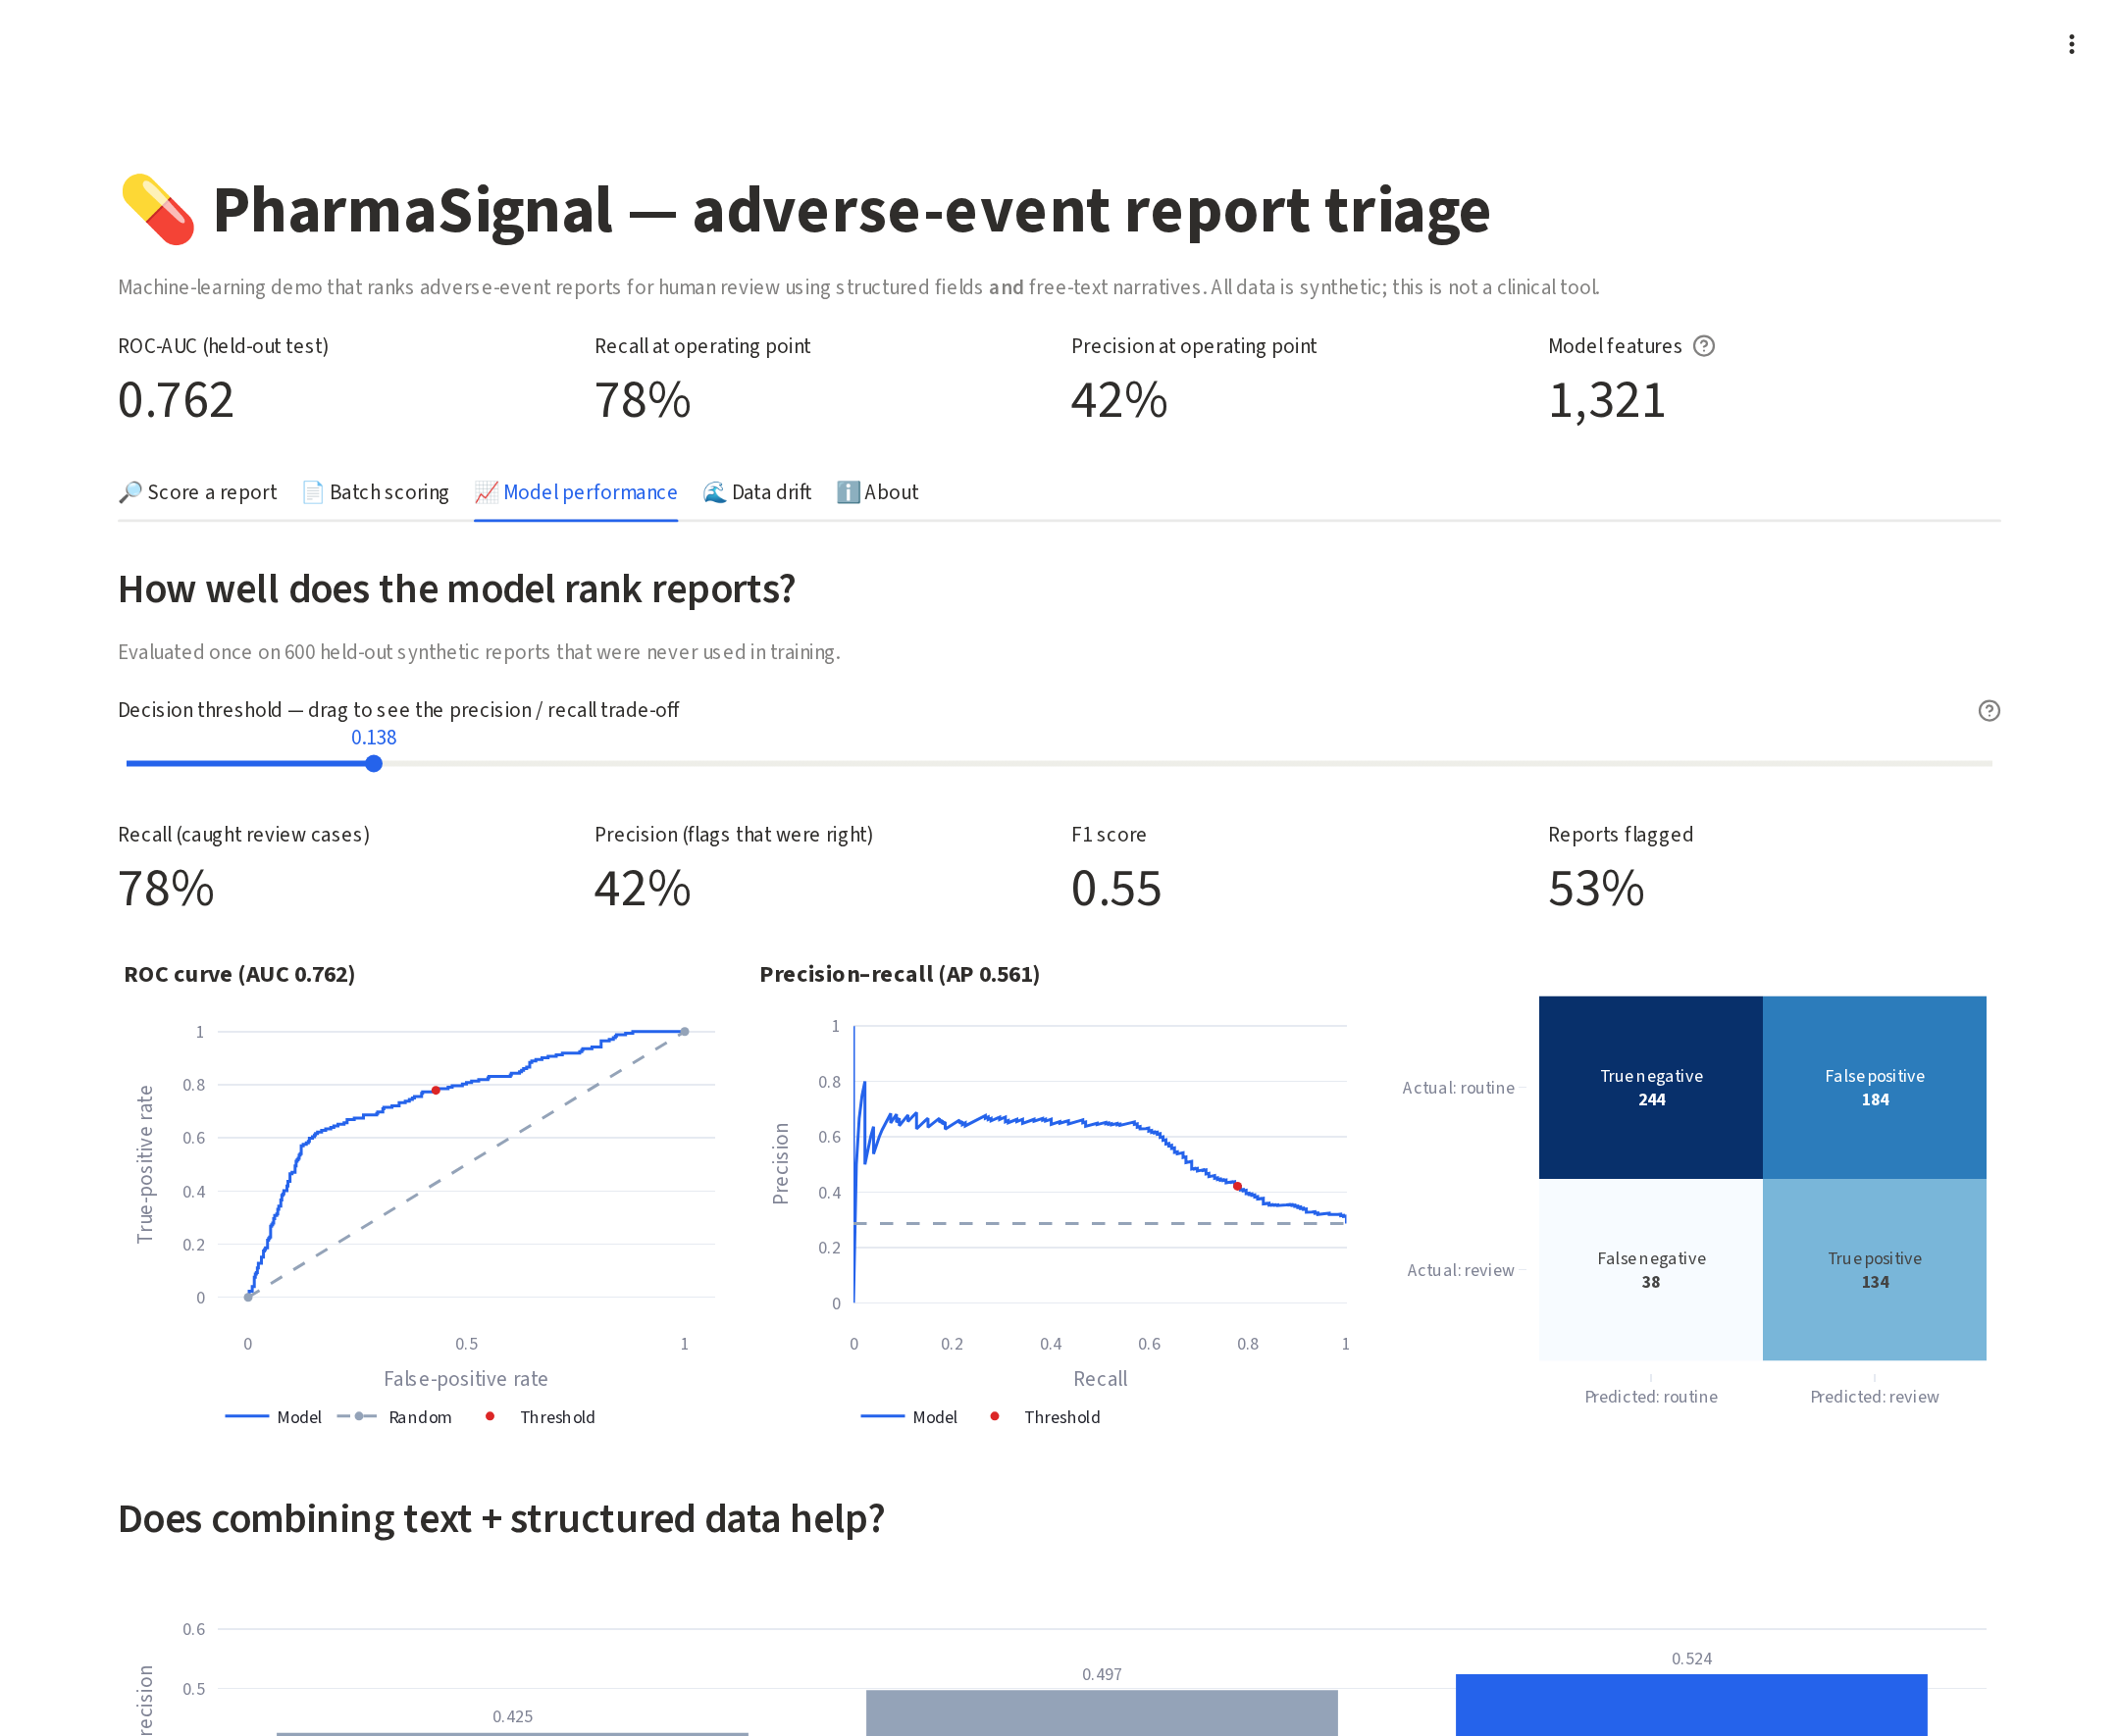 PharmaSignal — adverse-event report triage
Machine-learning demo that ranks adverse-event reports for human review using structured fields and free-text narratives. All data is synthetic; this is not a clinical tool.
ROC-AUC (held-out test)
0.762
Recall at operating point
78%
Precision at operating point
42%
Model features
1,321
Score a report
Batch scoring
Model performance
Data drift
About
How well does the model rank reports?
Evaluated once on 600 held-out synthetic reports that were never used in training.
Decision threshold — drag to see the precision / recall trade-off
0.138
Recall (caught review cases)
78%
Precision (flags that were right)
42%
F1 score
0.55
Reports flagged
53%
ROC curve (AUC 0.762)
True-positive rate
1
0.8
0.6
0.4
0.2
0
0
0.5
1
False-positive rate
Model
Random
Threshold
Precision–recall (AP 0.561)
Precision
1
0.8
0.6
0.4
0.2
0
0
0.2
0.4
0.6
0.8
1
Recall
Model
Threshold
Actual: routine
Actual: review
True negative
244
False positive
184
False negative
38
True positive
134
Predicted: routine
Predicted: review
Does combining text + structured data help?
0.6
0.5
recision
0.425
0.497
0.524